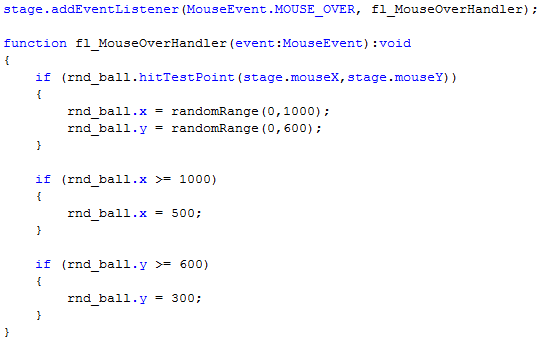 stage.addEventListener(MouseEvent.MOUSE_OVER, fl_MouseOverHandler);
function fl_MouseOverHandler(event:MouseEvent):void
{
if (rnd_ball.hitTestPoint(stage.mouseX,stage.mouseY))
{
rnd_ball.x = randomRange(0,1000);
rnd_ball.y = randomRange(0,600);
}
if (rnd_ball.x >= 1000)
{
rnd_ball.x = 500;
}
if (rnd_ball.y >= 600)
{
rnd_ball.y = 300;
}
}